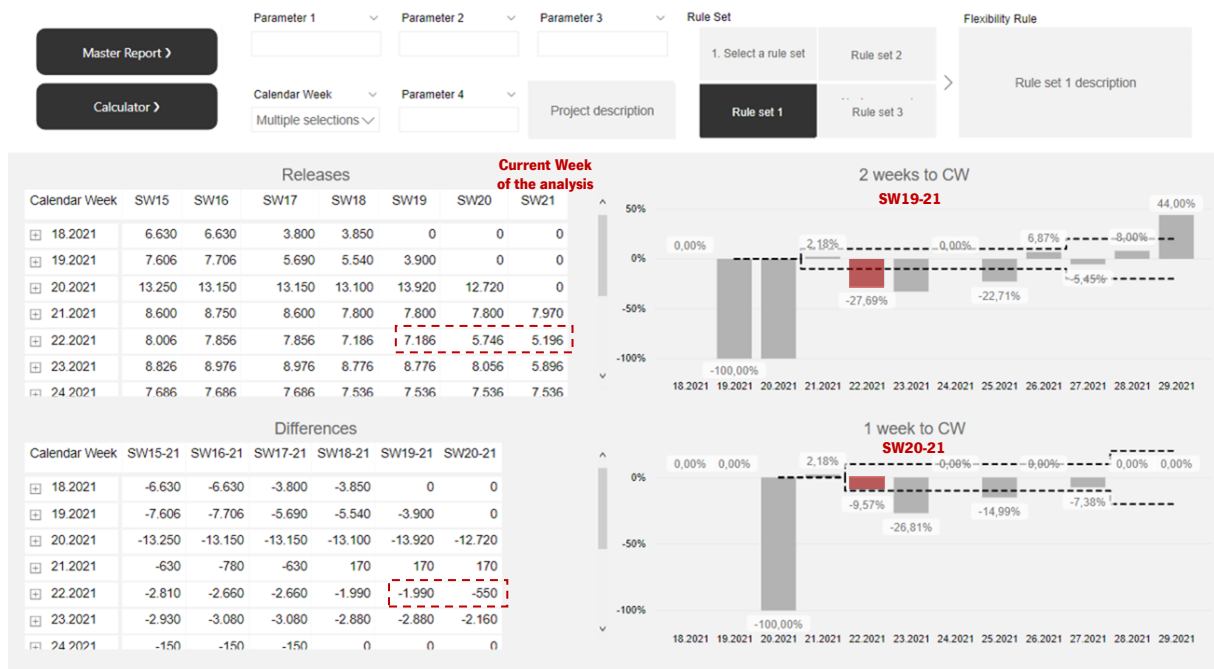 Parameter 1
Parameter 2
Parameter 3
Rule Set
Flexibility Rule
Master Report ❯
Calculator ❯
1. Select a rule set
Rule set 2
Rule set 1 description
Calendar Week
Parameter 4
Multiple selections
Project description
Rule set 1
Rule set 3
Releases
Current Week
of the analysis
Calendar Week SW15 SW16 SW17 SW18 SW19 SW20 SW21
18.2021 6.630 6.630 3.800 3.850 0 0 0
19.2021 7.606 7.706 5.690 5.540 3.900 0 0
20.2021 13.250 13.150 13.150 13.100 13.920 12.720 0
21.2021 8.600 8.750 8.600 7.800 7.800 7.800 7.970
22.2021 8.006 7.856 7.856 7.186 7.186 5.746 5.196
23.2021 8.826 8.976 8.976 8.776 8.776 8.056 5.896
24.2021 7.686 7.686 7.686 7.536 7.536 7.536 7.536
2 weeks to CW
SW19-21
50%
0%
-50%
-100%
0,00%
-100,00%
2,18%
-27,69%
0,00%
-22,71%
6,87%
-5,45%
8,00%
44,00%
18.2021 19.2021 20.2021 21.2021 22.2021 23.2021 24.2021 25.2021 26.2021 27.2021 28.2021 29.2021
Differences
Calendar Week SW15-21 SW16-21 SW17-21 SW18-21 SW19-21 SW20-21
18.2021 -6.630 -6.630 -3.800 -3.850 0 0
19.2021 -7.606 -7.706 -5.690 -5.540 -3.900 0
20.2021 -13.250 -13.150 -13.150 -13.100 -13.920 -12.720
21.2021 -630 -780 -630 170 170 170
22.2021 -2.810 -2.660 -2.660 -1.990 -1.990 -550
23.2021 -2.930 -3.080 -3.080 -2.880 -2.880 -2.160
24.2021 -150 -150 -150 0 0 0
1 week to CW
SW20-21
0%
-50%
-100%
0,00%
0,00%
-100,00%
2,18%
-9,57%
-26,81%
0,00%
-14,99%
0,00%
-7,38%
0,00%
0,00%
18.2021 19.2021 20.2021 21.2021 22.2021 23.2021 24.2021 25.2021 26.2021 27.2021 28.2021 29.2021